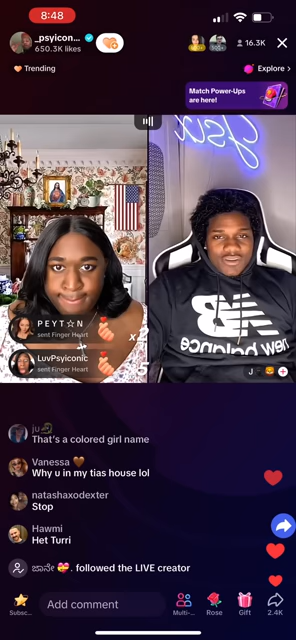 8:48
_psyicon...
650.3K likes
16.3K
Trending
Explore >
Match Power-Ups
are here!
P E Y T ☆ N
sent Finger Heart
LuvPsyiconic
sent Finger Heart
new balance
J
ju
That's a colored girl name
Vanessa 🤎
Why u in my tias house lol
natashaxodexter
Stop
Hawmi
Het Turri
ಜಾನೇ 💝. followed the LIVE creator
Subsc...
Add comment
Multi-...
Rose
Gift
2.4K